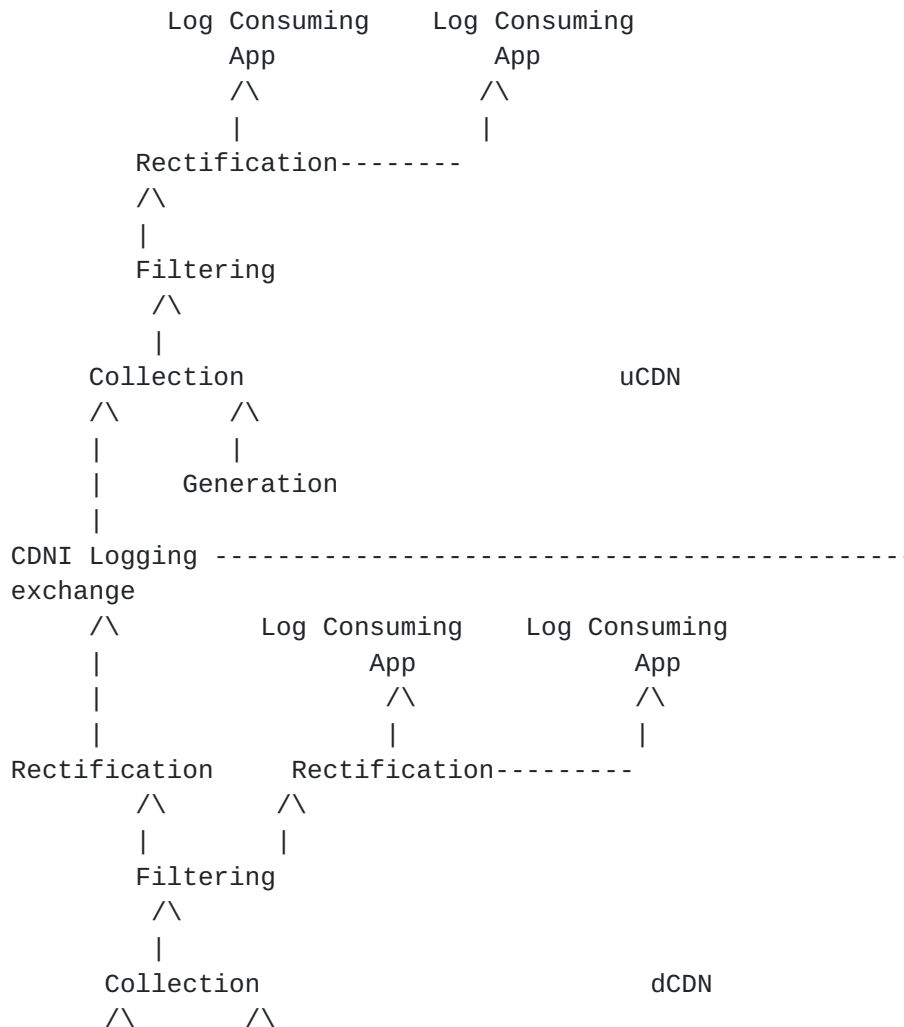 Log Consuming    Log Consuming
              App              App
              /\              /\
              |               |
        Rectification--------
        /\
        |
        Filtering
         /\
         |
     Collection                        uCDN
     /\       /\
     |        |
     |     Generation
     |
CDNI Logging ---------------------------------------------
exchange
     /\         Log Consuming    Log Consuming
     |                 App              App
     |                  /\              /\
     |                  |               |
Rectification     Rectification---------
        /\       /\
        |        |
        Filtering
         /\
         |
      Collection                         dCDN
      /\       /\